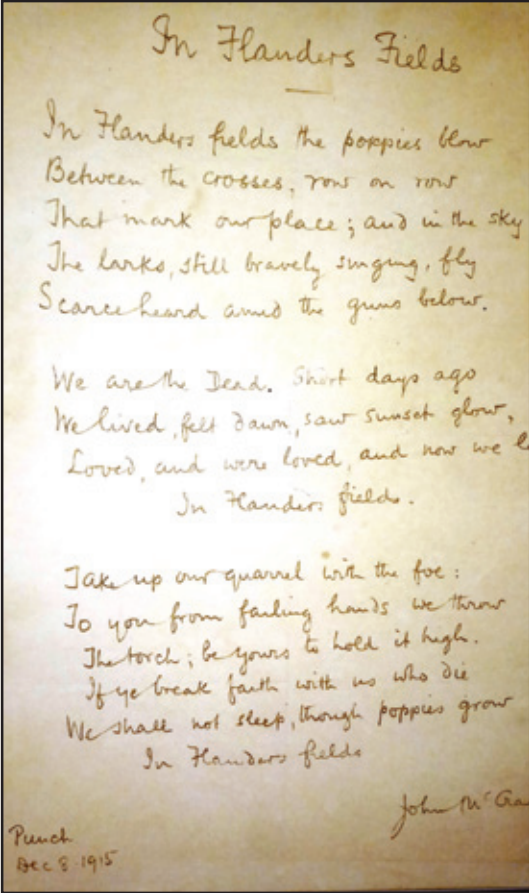 In Flanders Fields
In Flanders fields the poppies blow
Between the crosses, row on row
That mark our place; and in the sky
The larks, still bravely singing, fly
Scarce heard amid the guns below.
We are the Dead. Short days ago
We lived, felt dawn, saw sunset glow,
Loved, and were loved, and now we
In Flanders fields.
Take up our quarrel with the foe:
To you from failing hands we throw
The torch; be yours to hold it high.
If ye break faith with us who die
We shall not sleep, though poppies grow
In Flanders fields
John McCra
Punch
Dec 8 1915